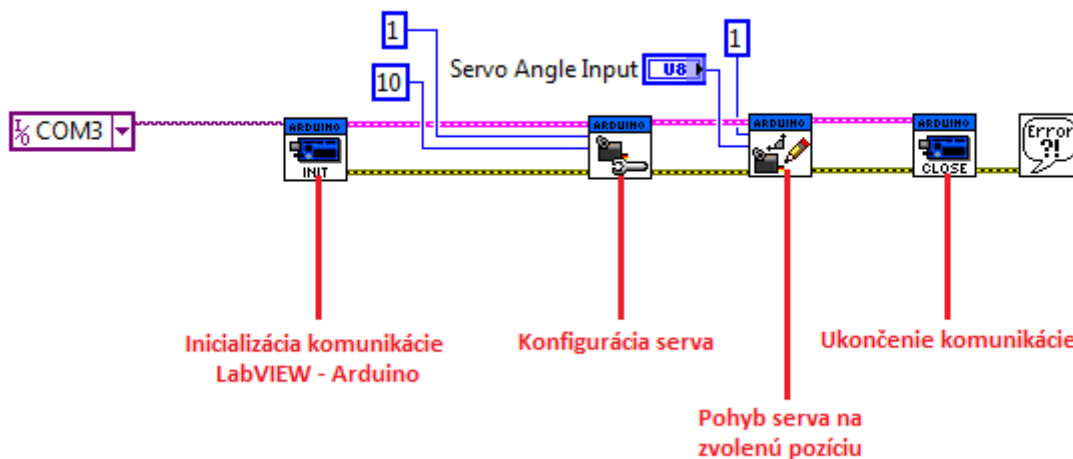 1
10
Servo Angle Input
U8
1
I/O COM3
ARDUINO
INIT
ARDUINO
ARDUINO
ARDUINO
CLOSE
Error
?!
Inicializácia komunikácie
LabVIEW - Arduino
Konfigurácia serva
Pohyb serva na
zvolenú pozíciu
Ukončenie komunikácie